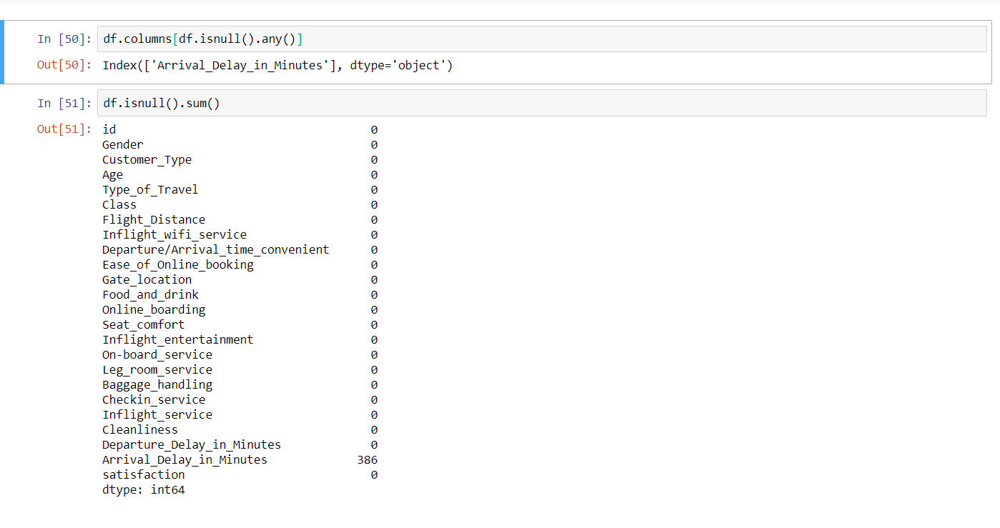 In [50]: df.columns[df.isnull().any()]
Out[50]: Index(['Arrival_Delay_in_Minutes'], dtype='object')
In [51]: df.isnull().sum()
Out[51]: id 0
Gender 0
Customer_Type 0
Age 0
Type_of_Travel 0
Class 0
Flight_Distance 0
Inflight_wifi_service 0
Departure/Arrival_time_convenient 0
Ease_of_Online_booking 0
Gate_location 0
Food_and_drink 0
Online_boarding 0
Seat_comfort 0
Inflight_entertainment 0
On-board_service 0
Leg_room_service 0
Baggage_handling 0
Checkin_service 0
Inflight_service 0
Cleanliness 0
Departure_Delay_in_Minutes 0
Arrival_Delay_in_Minutes 386
satisfaction 0
dtype: int64